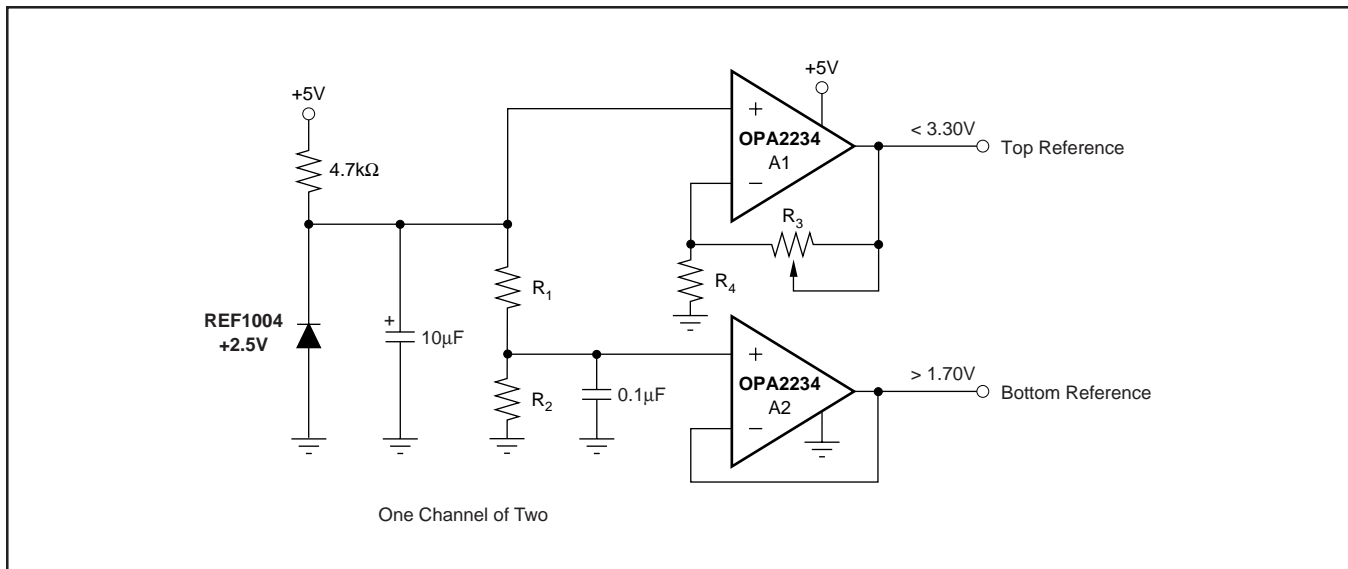 +5V
4.7kΩ
REF1004
+2.5V
+
10µF
R1
R2
0.1µF
+5V
+
OPA2234
A1
−
R3
R4
< 3.30V
Top Reference
+
OPA2234
A2
−
> 1.70V
Bottom Reference
One Channel of Two